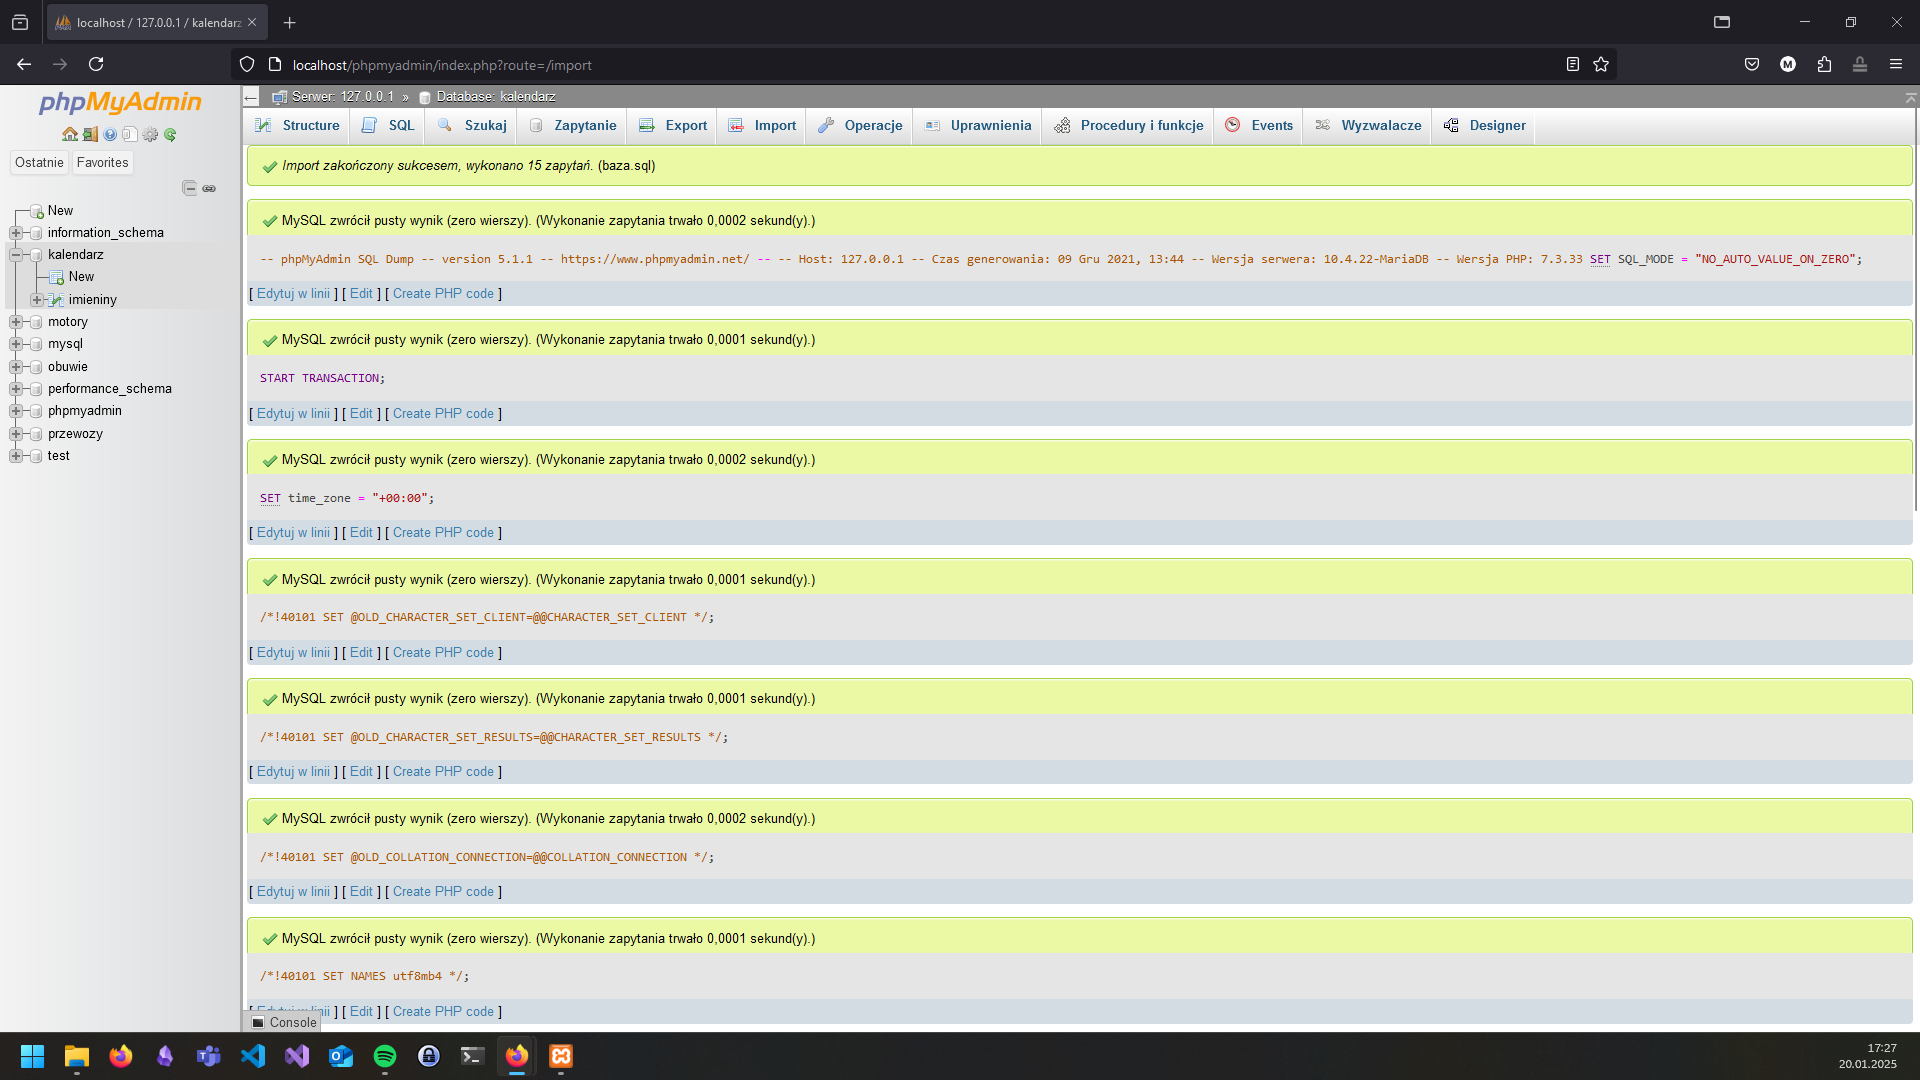 localhost / 127.0.0.1 / kalendarz
localhost/phpmyadmin/index.php?route=/import
phpMyAdmin
Ostatnie Favorites
New
information_schema
kalendarz
New
imieniny
motory
mysql
obuwie
performance_schema
phpmyadmin
przewozy
test
Serwer: 127.0.0.1 » Database: kalendarz
Structure SQL Szukaj Zapytanie Export Import Operacje Uprawnienia Procedury i funkcje Events Wyzwalacze Designer
Import zakończony sukcesem, wykonano 15 zapytań. (baza.sql)
MySQL zwrócił pusty wynik (zero wierszy). (Wykonanie zapytania trwało 0,0002 sekund(y).)
-- phpMyAdmin SQL Dump -- version 5.1.1 -- https://www.phpmyadmin.net/ -- -- Host: 127.0.0.1 -- Czas generowania: 09 Gru 2021, 13:44 -- Wersja serwera: 10.4.22-MariaDB -- Wersja PHP: 7.3.33 SET SQL_MODE = "NO_AUTO_VALUE_ON_ZERO";
[ Edytuj w linii ] [ Edit ] [ Create PHP code ]
MySQL zwrócił pusty wynik (zero wierszy). (Wykonanie zapytania trwało 0,0001 sekund(y).)
START TRANSACTION;
[ Edytuj w linii ] [ Edit ] [ Create PHP code ]
MySQL zwrócił pusty wynik (zero wierszy). (Wykonanie zapytania trwało 0,0002 sekund(y).)
SET time_zone = "+00:00";
[ Edytuj w linii ] [ Edit ] [ Create PHP code ]
MySQL zwrócił pusty wynik (zero wierszy). (Wykonanie zapytania trwało 0,0001 sekund(y).)
/*!40101 SET @OLD_CHARACTER_SET_CLIENT=@@CHARACTER_SET_CLIENT */;
[ Edytuj w linii ] [ Edit ] [ Create PHP code ]
MySQL zwrócił pusty wynik (zero wierszy). (Wykonanie zapytania trwało 0,0001 sekund(y).)
/*!40101 SET @OLD_CHARACTER_SET_RESULTS=@@CHARACTER_SET_RESULTS */;
[ Edytuj w linii ] [ Edit ] [ Create PHP code ]
MySQL zwrócił pusty wynik (zero wierszy). (Wykonanie zapytania trwało 0,0002 sekund(y).)
/*!40101 SET @OLD_COLLATION_CONNECTION=@@COLLATION_CONNECTION */;
[ Edytuj w linii ] [ Edit ] [ Create PHP code ]
MySQL zwrócił pusty wynik (zero wierszy). (Wykonanie zapytania trwało 0,0001 sekund(y).)
/*!40101 SET NAMES utf8mb4 */;
[ Edytuj w linii ] [ Edit ] [ Create PHP code ]
Console
17:27
20.01.2025